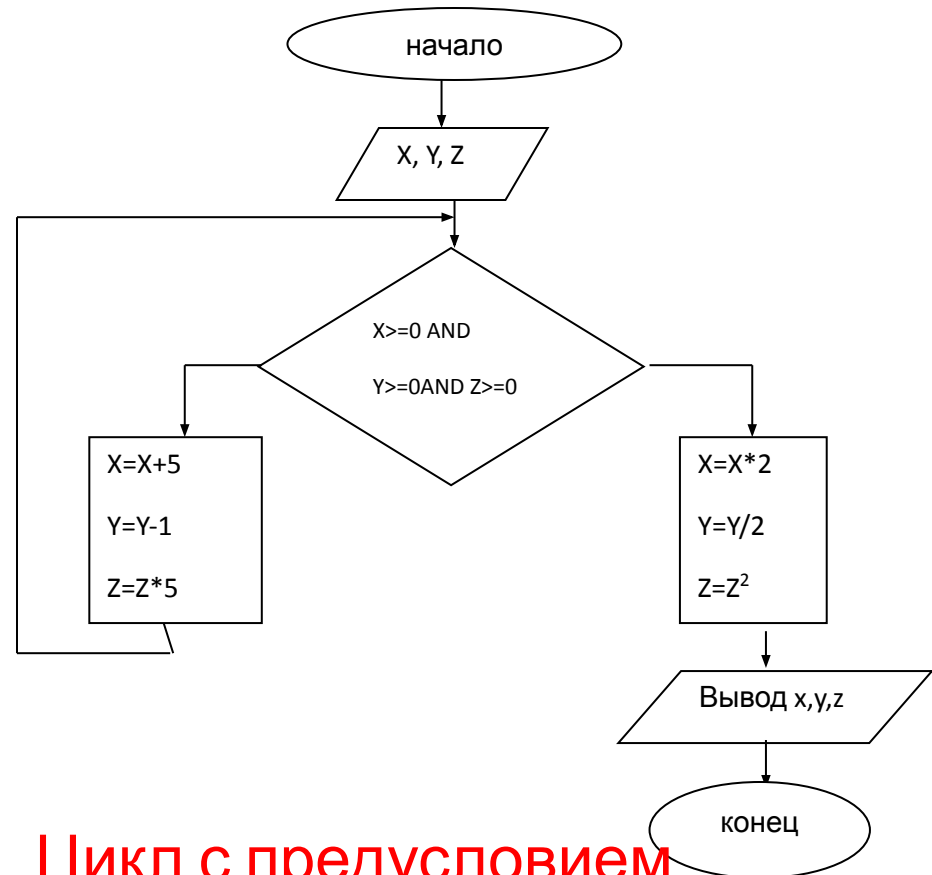 начало
X, Y, Z
X>=0 AND
Y>=0AND Z>=0
X=X+5
Y=Y-1
Z=Z*5
X=X*2
Y=Y/2
Z=Z²
Вывод x,y,z
конец
Цикл с предусловием